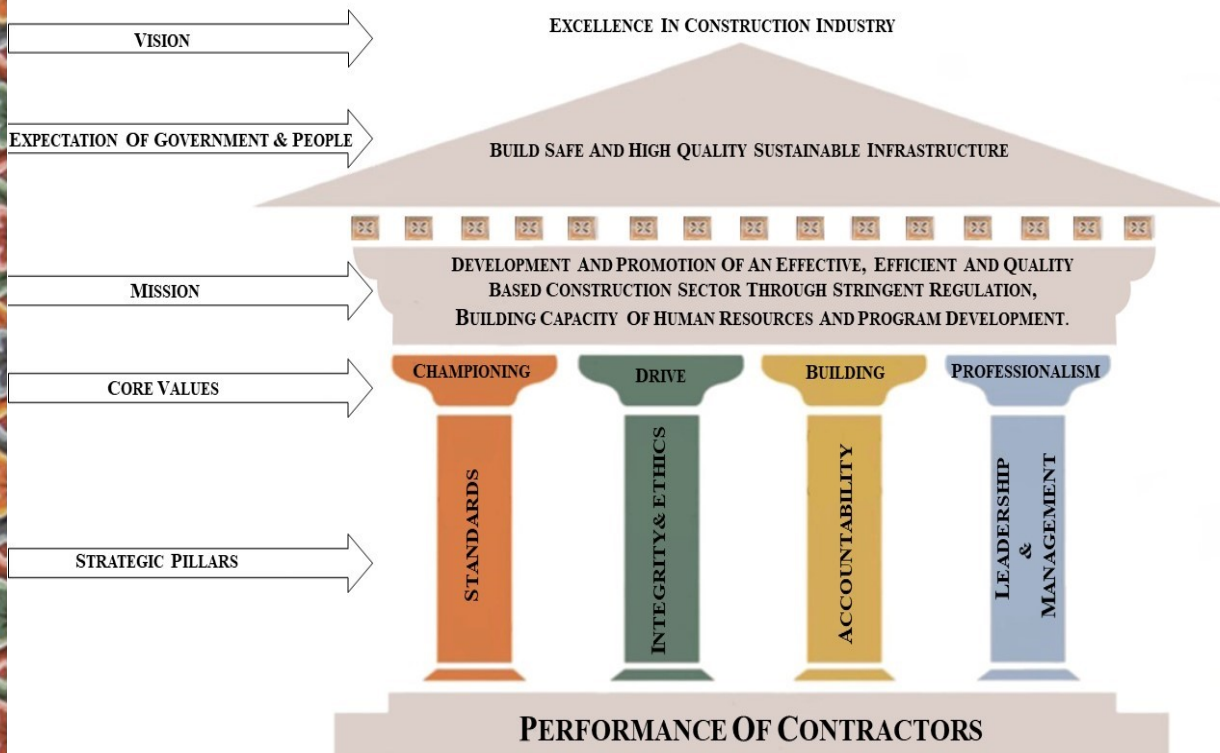 VISION
EXCELLENCE IN CONSTRUCTION INDUSTRY
EXPECTATION OF GOVERNMENT & PEOPLE
BUILD SAFE AND HIGH QUALITY SUSTAINABLE INFRASTRUCTURE
MISSION
DEVELOPMENT AND PROMOTION OF AN EFFECTIVE, EFFICIENT AND QUALITY
BASED CONSTRUCTION SECTOR THROUGH STRINGENT REGULATION,
BUILDING CAPACITY OF HUMAN RESOURCES AND PROGRAM DEVELOPMENT.
CORE VALUES
CHAMPIONING
DRIVE
BUILDING
PROFESSIONALISM
STRATEGIC PILLARS
STANDARDS
INTEGRITY & ETHICS
ACCOUNTABILITY
LEADERSHIP
&
MANAGEMENT
PERFORMANCE OF CONTRACTORS